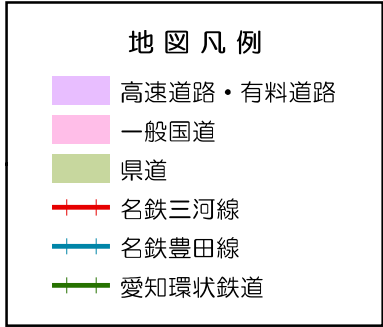 地図凡例
高速道路・有料道路
一般国道
県道
名鉄三河線
名鉄豊田線
愛知環状鉄道